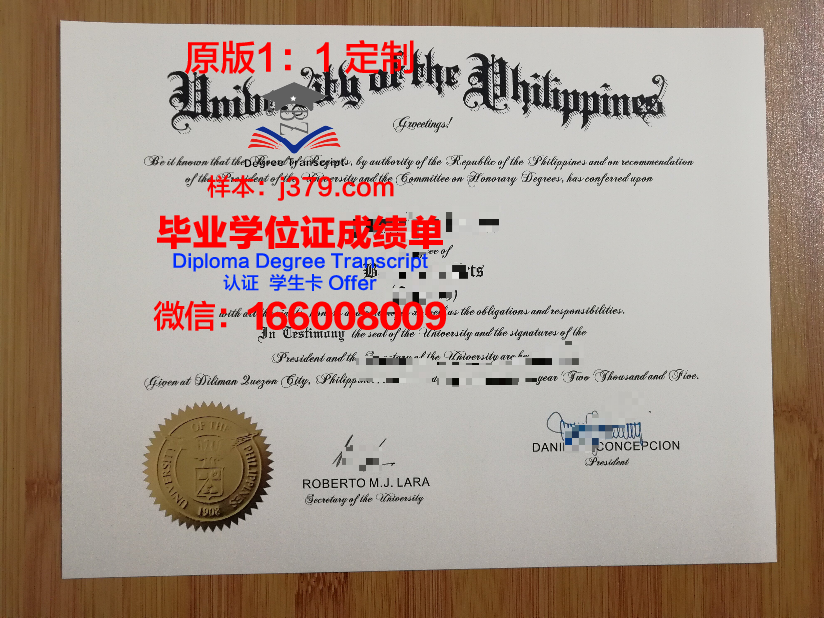 原版1：1 定制
University of the Philippines
Greetings!
Degree Transcript
Be it known that the Board of Regents, by authority of the Republic of the Philippines and on recommendation
of the President of the University and the Committee on Honorary Degrees, has conferred upon
样本：j379.com
毕业学位证成绩单
Diploma Degree Transcript
认证 学生卡 Offer
微信：166008009
with all the as the obligations and responsibilities.
In Testimony the seal of the University and the signatures of the
President and the Secretary of the University are
Given at Diliman Quezon City, year Two Thousand and Five.
UNIVERSITY OF THE PHILIPPINES
1908
ROBERTO M.J. LARA
Secretary of the University
CONCEPCION
President